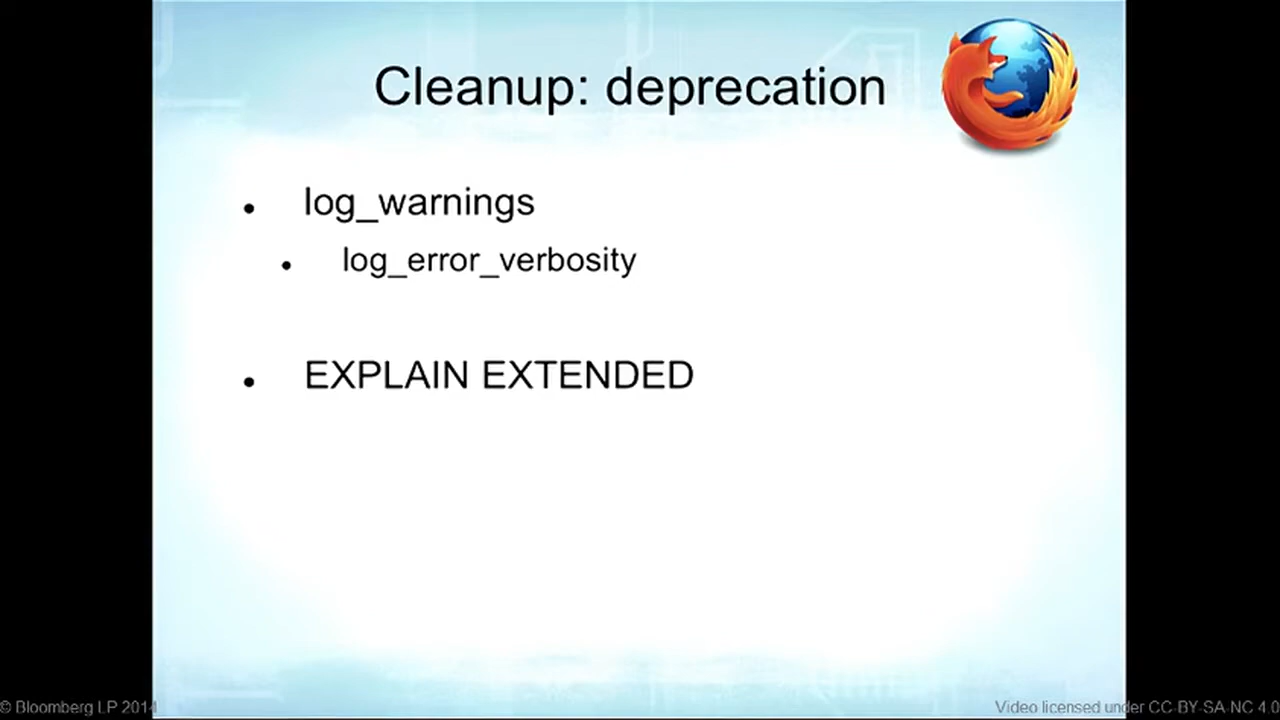 Cleanup: deprecation
log_warnings
log_error_verbosity
EXPLAIN EXTENDED
© Bloomberg LP 2014
Video licensed under CC-BY-SA-NC 4.0